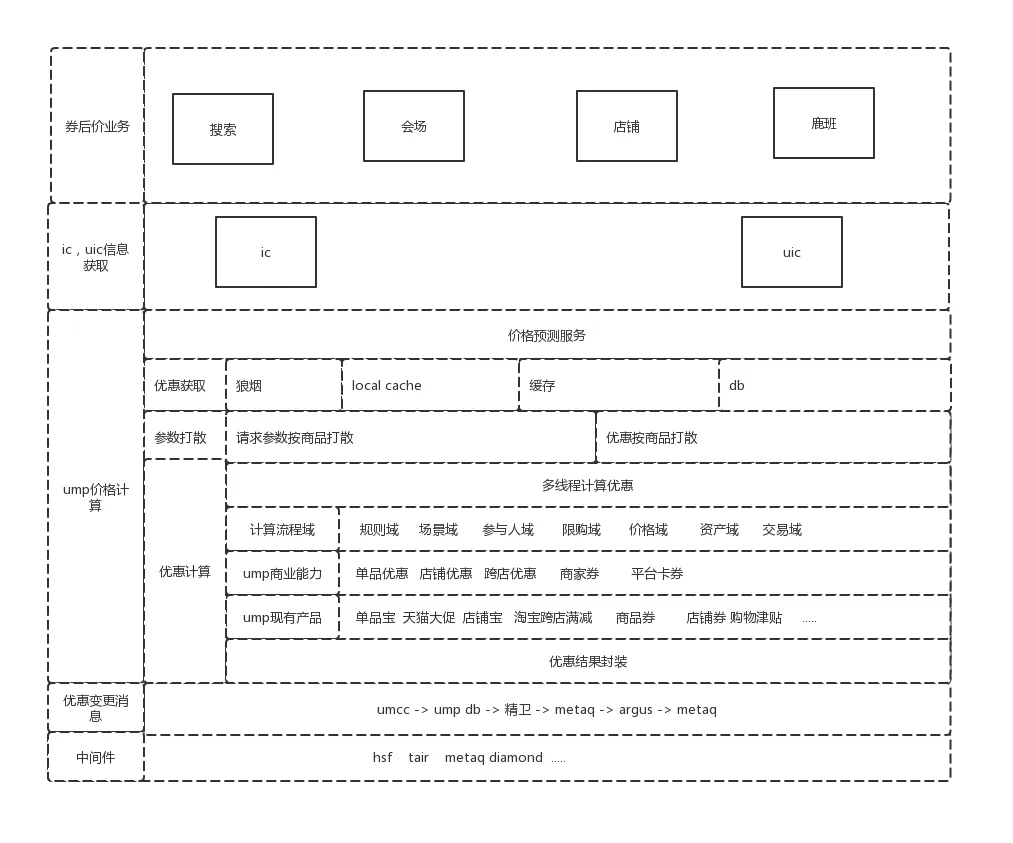 券后价业务
搜索
会场
店铺
鹿班
ic , uic信息
获取
ic
uic
ump价格计
算
价格预测服务
优惠获取
狼烟
local cache
缓存
db
参数打散
请求参数按商品打散
优惠按商品打散
优惠计算
多线程计算优惠
计算流程域
规则域 场景域 参与人域 限购域 价格域 资产域 交易域
ump商业能力
单品优惠 店铺优惠 跨店优惠 商家券 平台卡券
ump现有产品
单品宝 天猫大促 店铺宝 淘宝跨店满减 商品券 店铺券 购物津贴 .....
优惠结果封装
优惠变更消
息
umcc -> ump db -> 精卫 -> metaq -> argus -> metaq
中间件
hsf tair metaq diamond .....